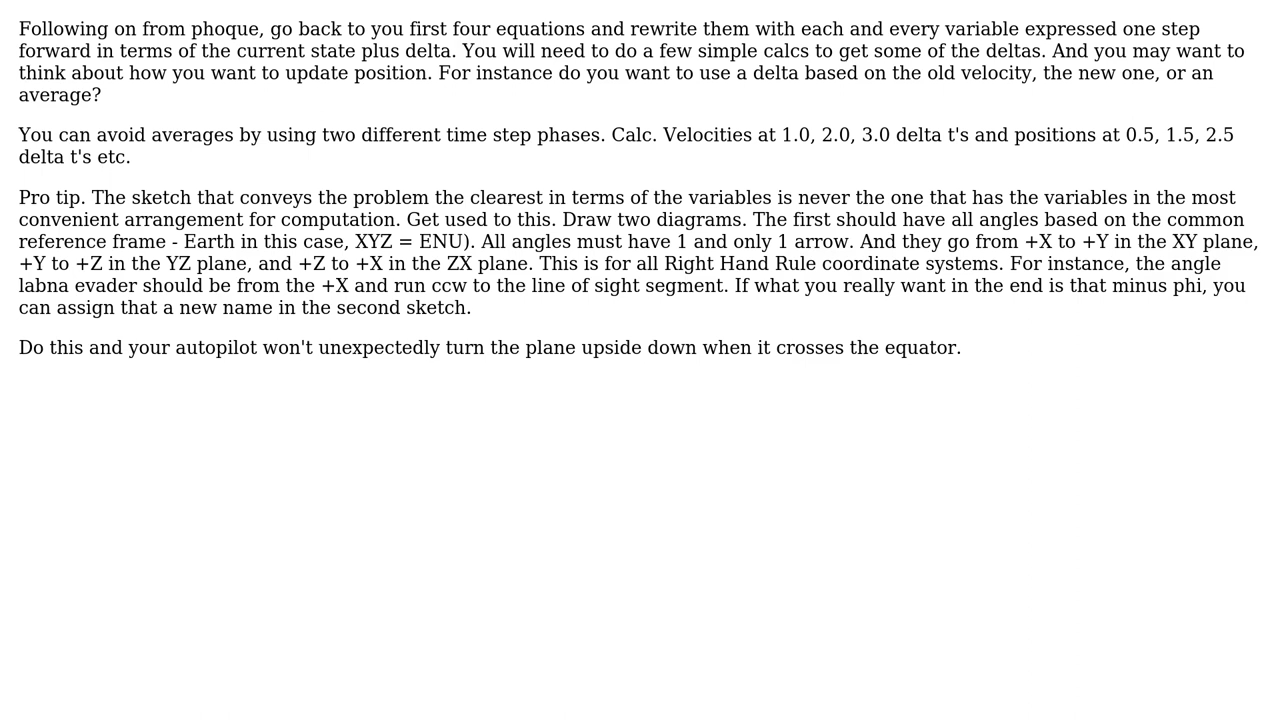 Following on from phoque, go back to you first four equations and rewrite them with each and every variable expressed one step
forward in terms of the current state plus delta. You will need to do a few simple calcs to get some of the deltas. And you may want to
think about how you want to update position. For instance do you want to use a delta based on the old velocity, the new one, or an
average?
You can avoid averages by using two different time step phases. Calc. Velocities at 1.0, 2.0, 3.0 delta t's and positions at 0.5, 1.5, 2.5
delta t's etc.
Pro tip. The sketch that conveys the problem the clearest in terms of the variables is never the one that has the variables in the most
convenient arrangement for computation. Get used to this. Draw two diagrams. The first should have all angles based on the common
reference frame - Earth in this case, XYZ = ENU). All angles must have 1 and only 1 arrow. And they go from +X to +Y in the XY plane,
+Y to +Z in the YZ plane, and +Z to +X in the ZX plane. This is for all Right Hand Rule coordinate systems. For instance, the angle
labna evader should be from the +X and run ccw to the line of sight segment. If what you really want in the end is that minus phi, you
can assign that a new name in the second sketch.
Do this and your autopilot won't unexpectedly turn the plane upside down when it crosses the equator.